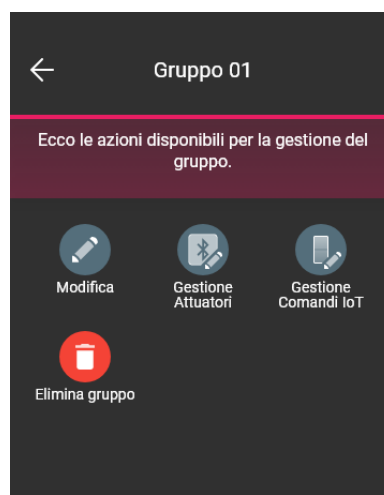 Gruppo 01
Ecco le azioni disponibili per la gestione del
gruppo.
Modifica
Gestione
Attuatori
Gestione
Comandi IoT
Elimina gruppo